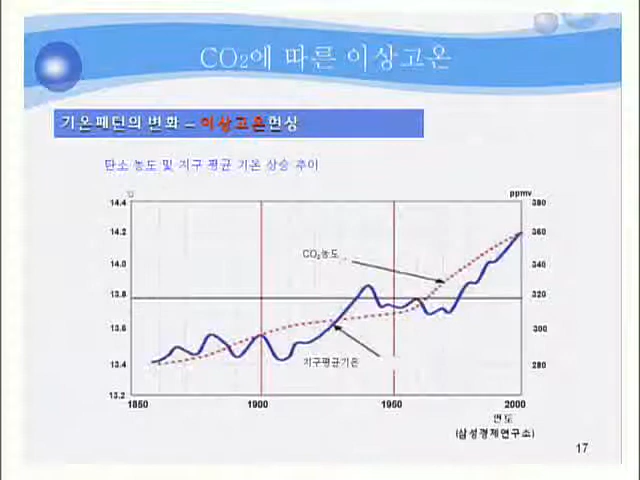 CO₂에 따른 이상고온
기온패턴의 변화 – 이상고온현상
탄소 농도 및 지구 평균 기온 상승 추이
℃
ppmv
14.4
14.2
14.0
13.8
13.6
13.4
13.2
380
360
340
320
300
280
CO₂농도
지구평균기온
1850
1900
1960
2000
년도
(삼성경제연구소)
17